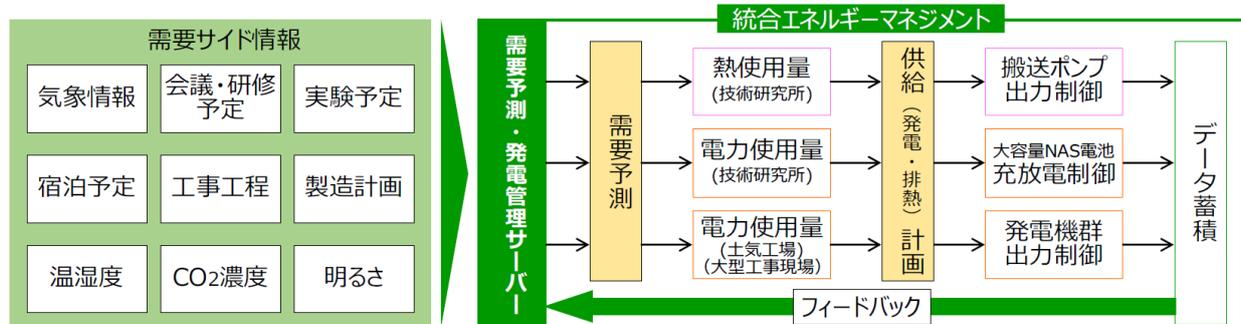 需要サイド情報
気象情報
会議・研修
予定
実験予定
宿泊予定
工事工程
製造計画
温湿度
CO2濃度
明るさ
統合エネルギーマネジメント
需要予測・発電管理サーバー
需要予測
熱使用量
(技術研究所)
電力使用量
(技術研究所)
電力使用量
(土気工場)
(大型工事現場)
供給(発電・排熱)計画
搬送ポンプ
出力制御
大容量NAS電池
充放電制御
発電機群
出力制御
データ蓄積
フィードバック